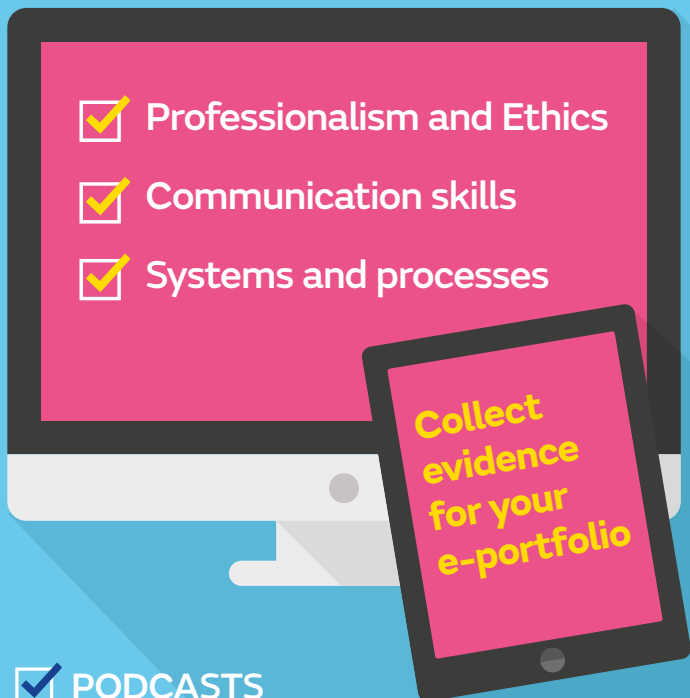 Professionalism and Ethics
Communication skills
Systems and processes
Collect
evidence
for your
e-portfolio
PODCASTS